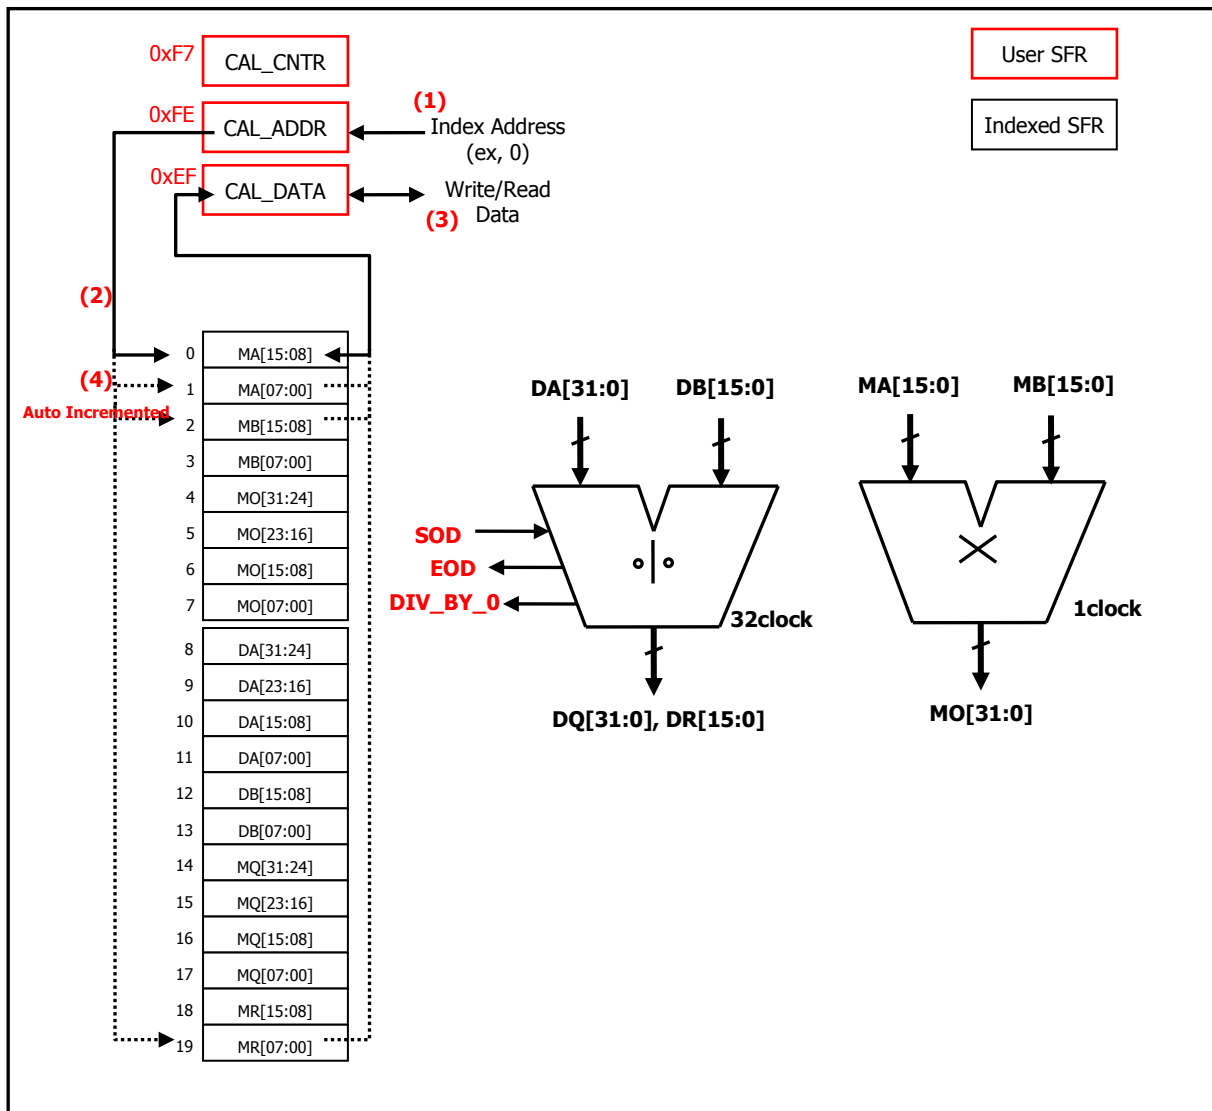 0xF7
CAL_CNTR
User SFR
0xFE
CAL_ADDR
(1)
Index Address
(ex, 0)
Indexed SFR
0xEF
CAL_DATA
Write/Read
Data
(3)
(2)
0 MA[15:08]
(4)
1 MA[07:00]
Auto Incremented
2 MB[15:08]
3 MB[07:00]
4 MO[31:24]
5 MO[23:16]
6 MO[15:08]
7 MO[07:00]
8 DA[31:24]
9 DA[23:16]
10 DA[15:08]
11 DA[07:00]
12 DB[15:08]
13 DB[07:00]
14 MQ[31:24]
15 MQ[23:16]
16 MQ[15:08]
17 MQ[07:00]
18 MR[15:08]
19 MR[07:00]
DA[31:0] DB[15:0]
SOD
EOD
DIV_BY_0
32clock
DQ[31:0], DR[15:0]
MA[15:0] MB[15:0]
1clock
MO[31:0]